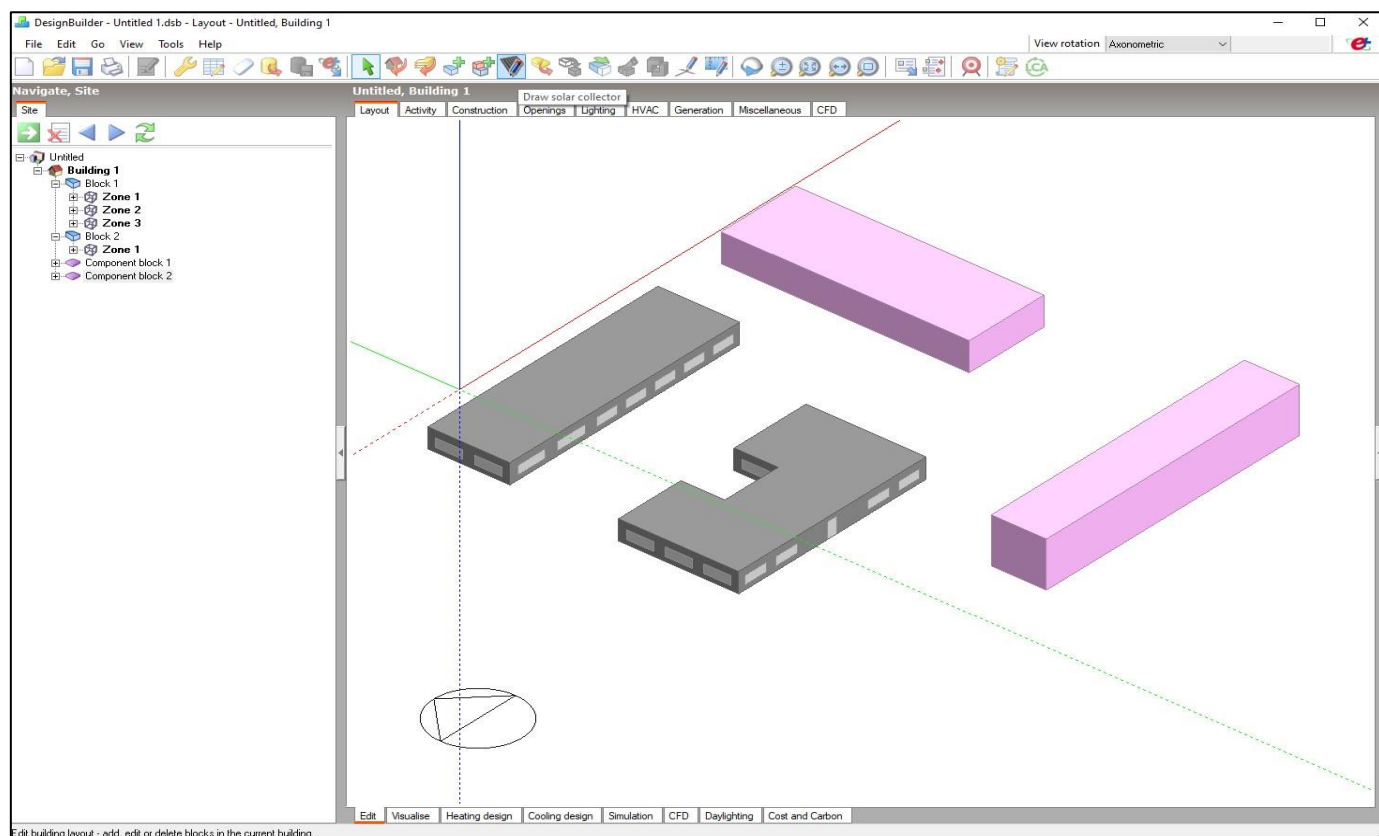 DesignBuilder - Untitled 1.dsb - Layout - Untitled, Building 1
File Edit Go View Tools Help
View rotation Axonometric
Navigate, Site
Untitled, Building 1
Draw solar collector
Site
Layout Activity Construction Openings Lighting HVAC Generation Miscellaneous CFD
Untitled
Building 1
Block 1
Zone 1
Zone 2
Zone 3
Block 2
Zone 1
Component block 1
Component block 2
Edit Visualise Heating design Cooling design Simulation CFD Daylighting Cost and Carbon
Edit building layout - add, edit or delete blocks in the current building...